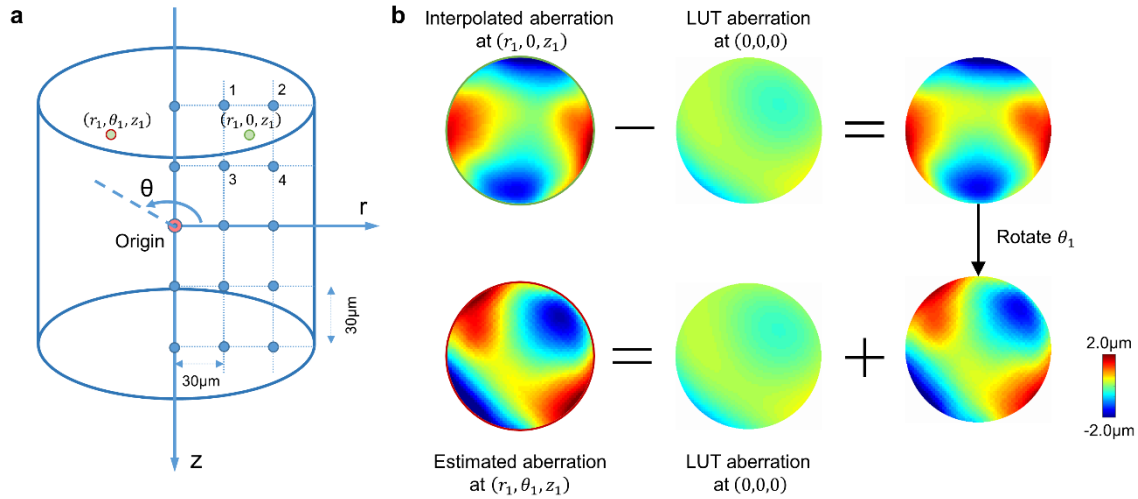 a
1
2
(r₁, θ₁, z₁)
(r₁, 0, z₁)
3
4
θ
r
Origin
30µm
30µm
z
b
Interpolated aberration
at (r₁, 0, z₁)
LUT aberration
at (0,0,0)
—
=
Rotate θ₁
=
+
2.0µm
-2.0µm
Estimated aberration
at (r₁, θ₁, z₁)
LUT aberration
at (0,0,0)